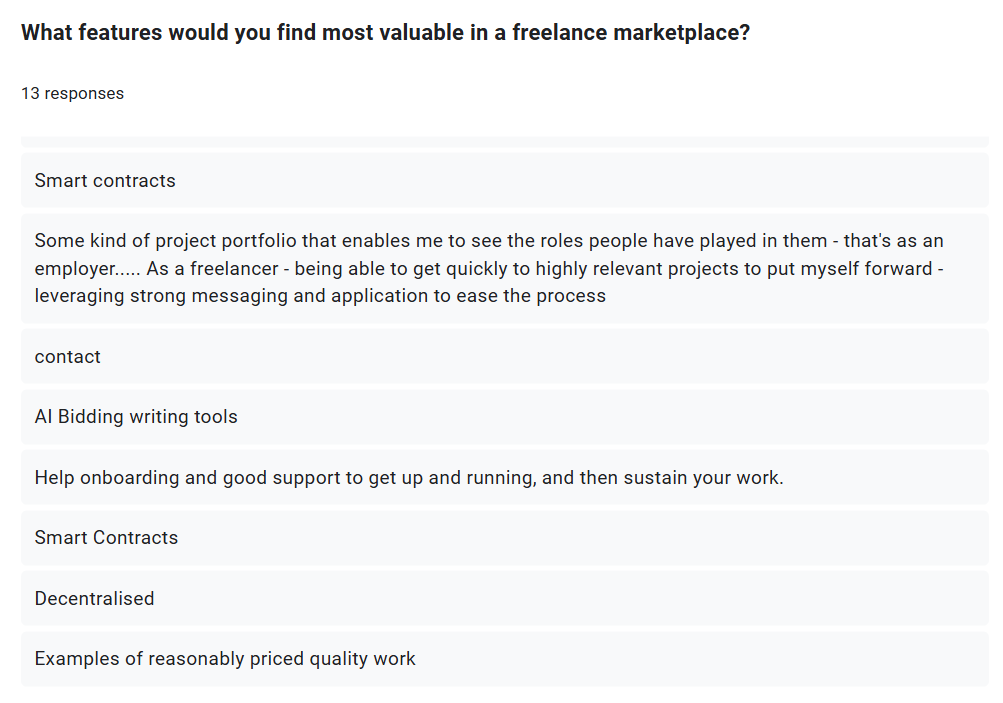 What features would you find most valuable in a freelance marketplace?
13 responses
Smart contracts
Some kind of project portfolio that enables me to see the roles people have played in them - that's as an
employer..... As a freelancer - being able to get quickly to highly relevant projects to put myself forward -
leveraging strong messaging and application to ease the process
contact
AI Bidding writing tools
Help onboarding and good support to get up and running, and then sustain your work.
Smart Contracts
Decentralised
Examples of reasonably priced quality work